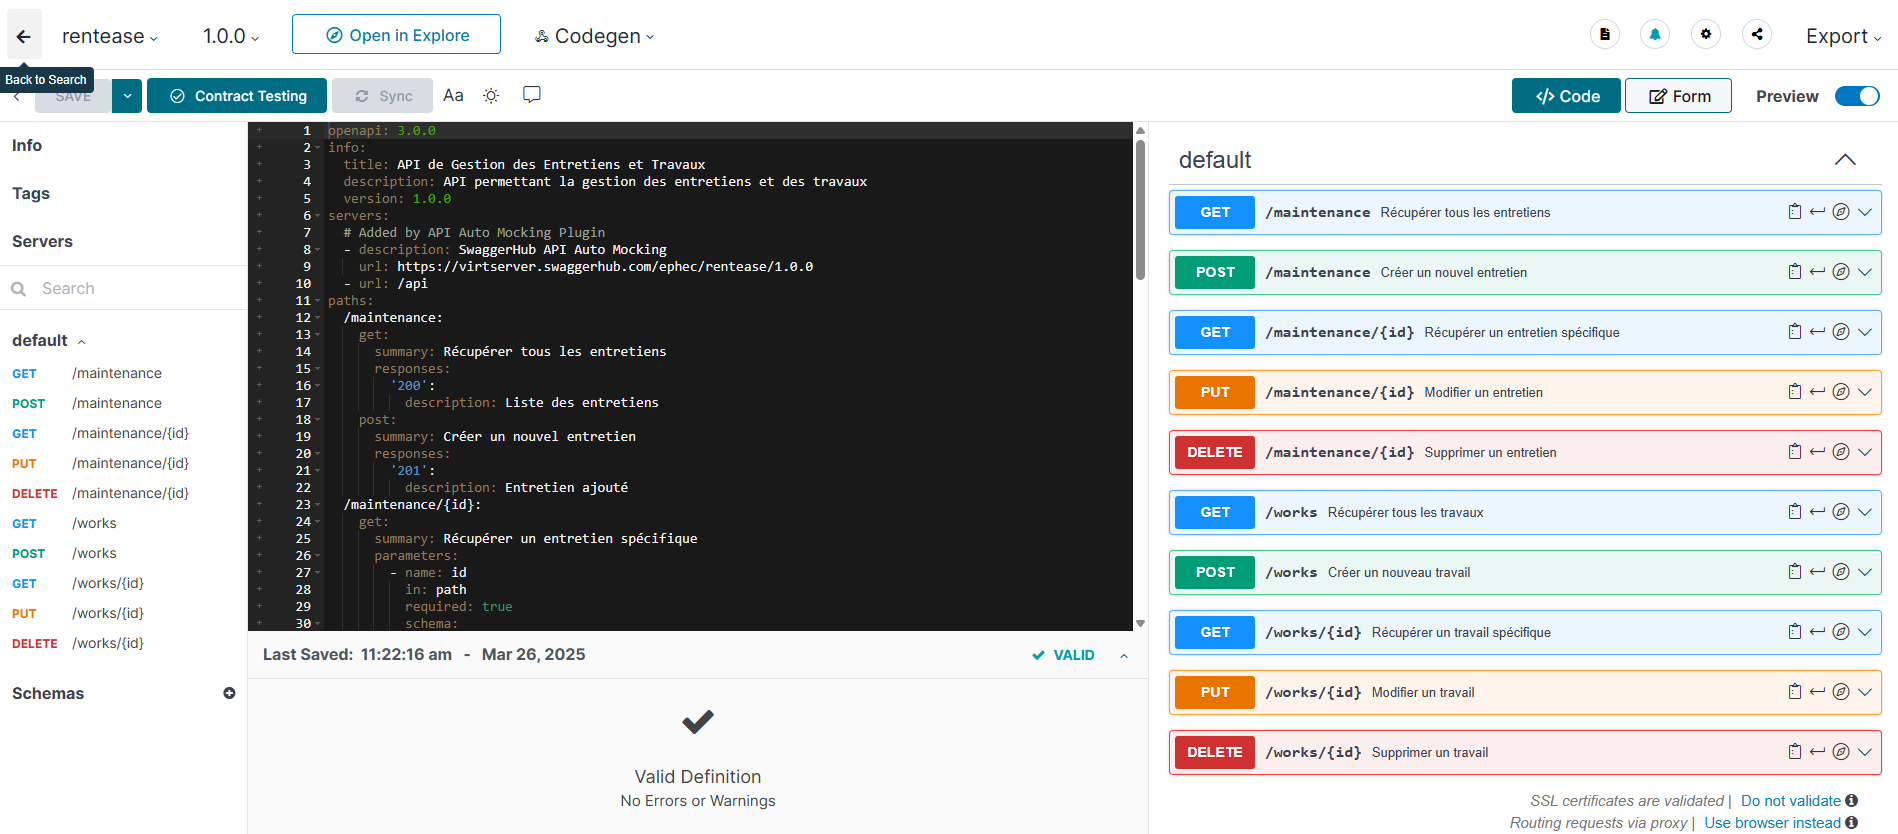 rentease
1.0.0
Open in Explore
Codegen
Export
Back to Search
SAVE
Contract Testing
Sync
Aa
</> Code
Form
Preview
Info
Tags
Servers
Search
default
GET /maintenance
POST /maintenance
GET /maintenance/{id}
PUT /maintenance/{id}
DELETE /maintenance/{id}
GET /works
POST /works
GET /works/{id}
PUT /works/{id}
DELETE /works/{id}
Schemas
1 openapi: 3.0.0
2 info:
3 title: API de Gestion des Entretiens et Travaux
4 description: API permettant la gestion des entretiens et des travaux
5 version: 1.0.0
6 servers:
7 # Added by API Auto Mocking Plugin
8 - description: SwaggerHub API Auto Mocking
9 url: https://virtserver.swaggerhub.com/ephec/rentease/1.0.0
10 - url: /api
11 paths:
12 /maintenance:
13 get:
14 summary: Récupérer tous les entretiens
15 responses:
16 '200':
17 description: Liste des entretiens
18 post:
19 summary: Créer un nouvel entretien
20 responses:
21 '201':
22 description: Entretien ajouté
23 /maintenance/{id}:
24 get:
25 summary: Récupérer un entretien spécifique
26 parameters:
27 - name: id
28 in: path
29 required: true
30 schema:
Last Saved: 11:22:16 am - Mar 26, 2025
VALID
Valid Definition
No Errors or Warnings
default
GET /maintenance Récupérer tous les entretiens
POST /maintenance Créer un nouvel entretien
GET /maintenance/{id} Récupérer un entretien spécifique
PUT /maintenance/{id} Modifier un entretien
DELETE /maintenance/{id} Supprimer un entretien
GET /works Récupérer tous les travaux
POST /works Créer un nouveau travail
GET /works/{id} Récupérer un travail spécifique
PUT /works/{id} Modifier un travail
DELETE /works/{id} Supprimer un travail
SSL certificates are validated | Do not validate
Routing requests via proxy | Use browser instead